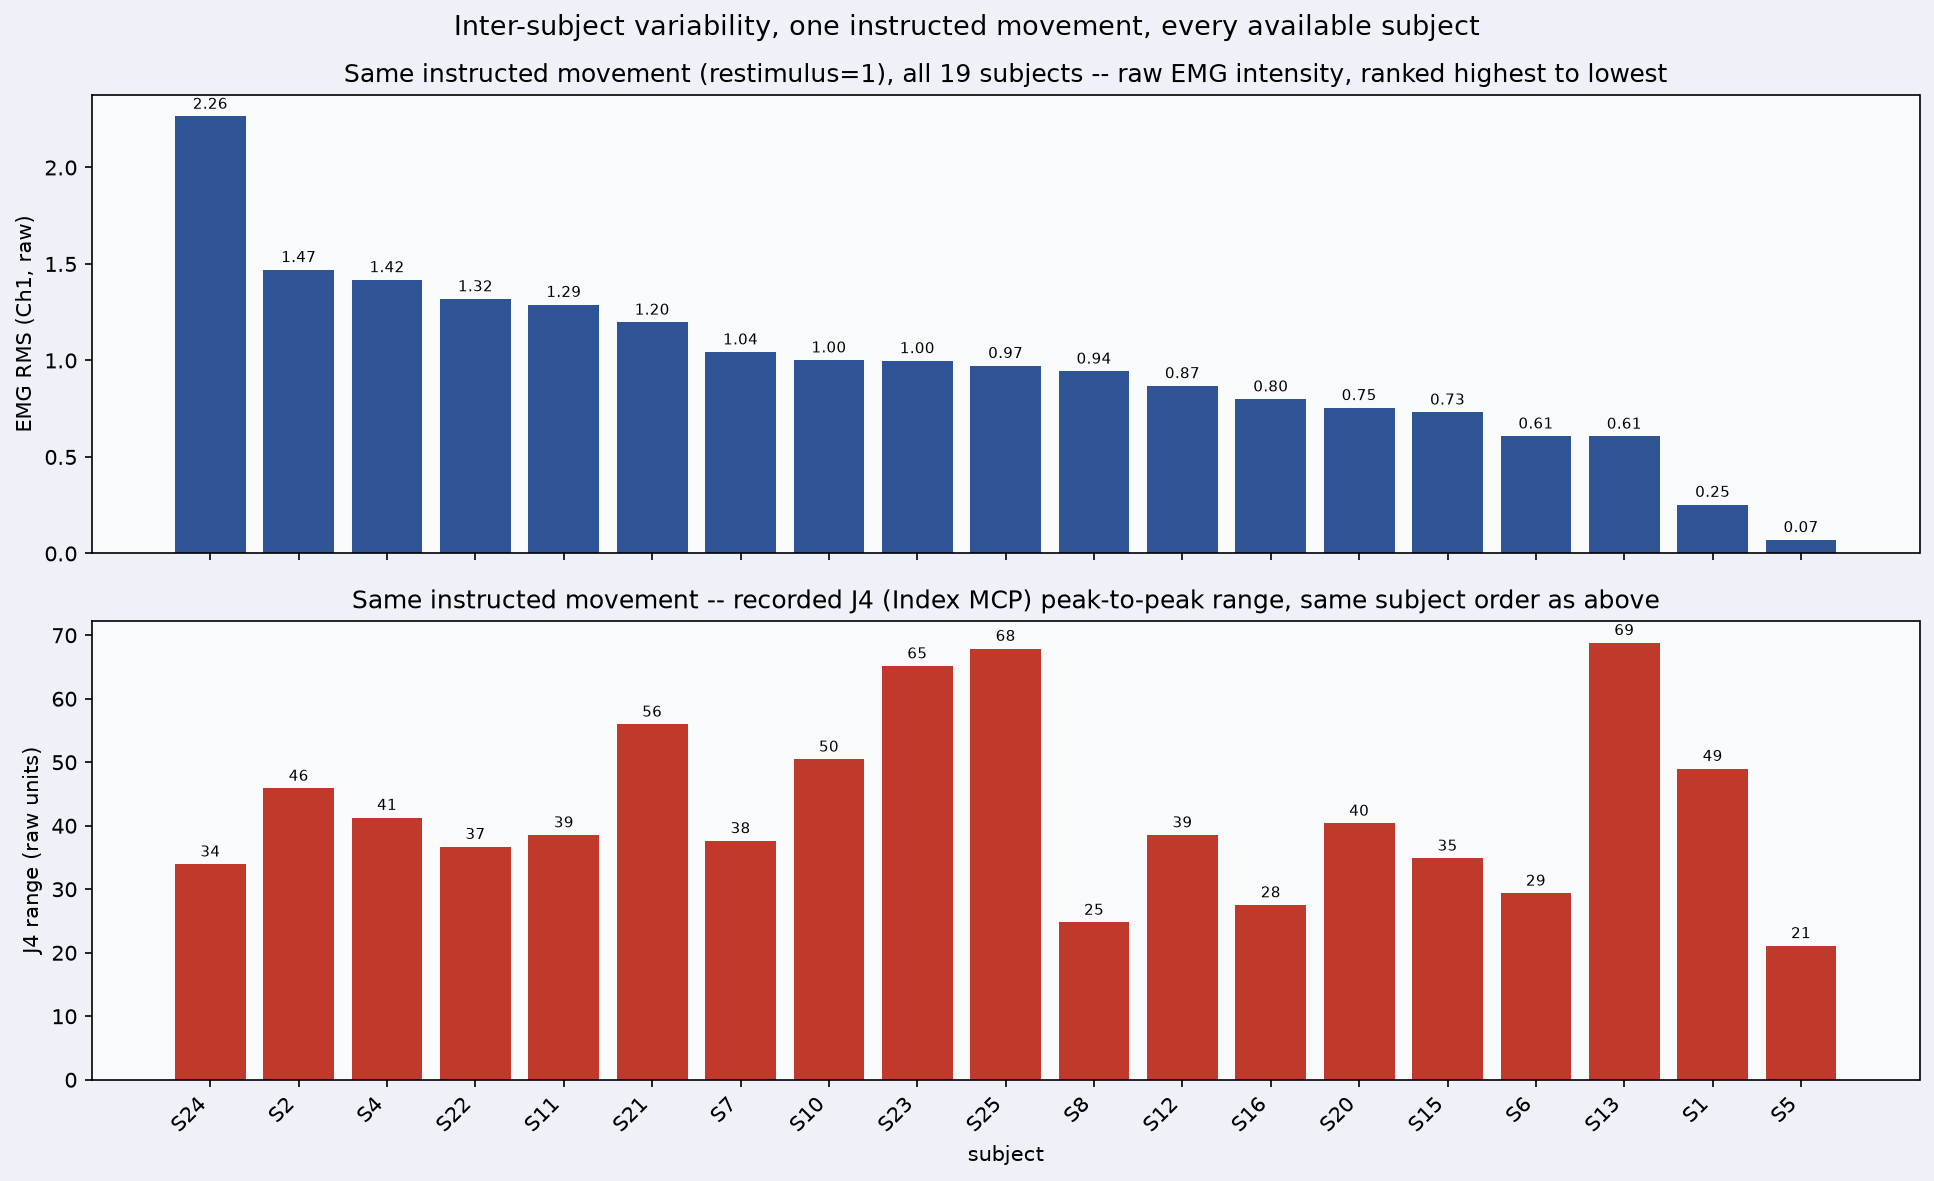 Inter-subject variability, one instructed movement, every available subject
Same instructed movement (restimulus=1), all 19 subjects -- raw EMG intensity, ranked highest to lowest
EMG RMS (Ch1, raw)
2.0
1.5
1.0
0.5
0.0
2.26
1.47
1.42
1.32
1.29
1.20
1.04
1.00
1.00
0.97
0.94
0.87
0.80
0.75
0.73
0.61
0.61
0.25
0.07
Same instructed movement -- recorded J4 (Index MCP) peak-to-peak range, same subject order as above
J4 range (raw units)
70
60
50
40
30
20
10
0
34
46
41
37
39
56
38
50
65
68
25
39
28
40
35
29
69
49
21
S24
S2
S4
S22
S11
S21
S7
S10
S23
S25
S8
S12
S16
S20
S15
S6
S13
S1
S5
subject